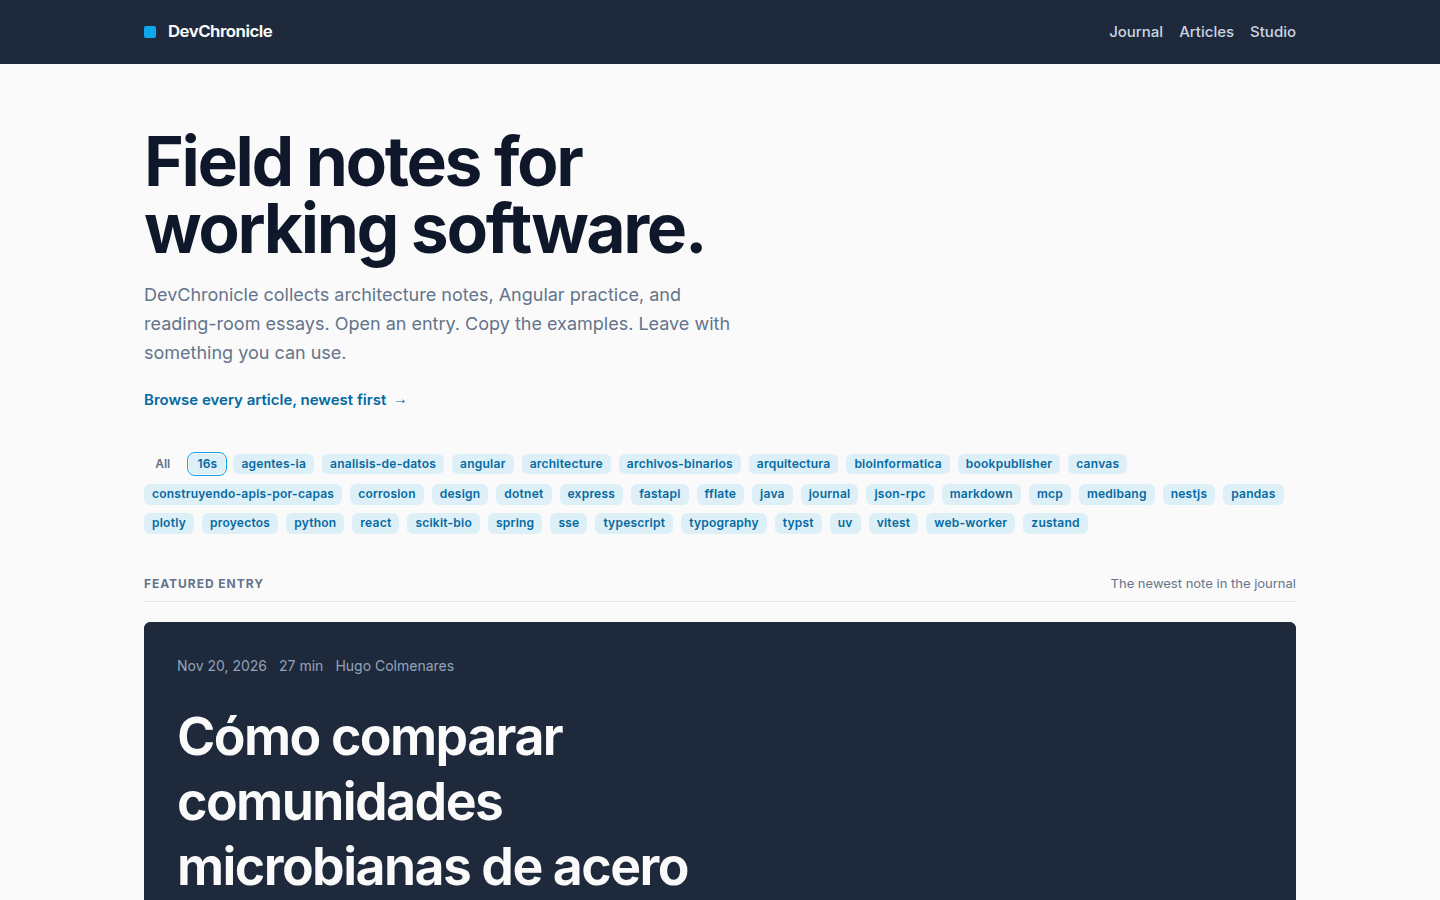 DevChronicle
Journal Articles Studio
Field notes for
working software.
DevChronicle collects architecture notes, Angular practice, and
reading-room essays. Open an entry. Copy the examples. Leave with
something you can use.
Browse every article, newest first →
All 16s agentes-ia analisis-de-datos angular architecture archivos-binarios arquitectura bioinformatica bookpublisher canvas
construyendo-apis-por-capas corrosion design dotnet express fastapi fflate java journal json-rpc markdown mcp medibang nestjs pandas
plotly proyectos python react scikit-bio spring sse typescript typography typst uv vitest web-worker zustand
FEATURED ENTRY The newest note in the journal
Nov 20, 2026 27 min Hugo Colmenares
Cómo comparar
comunidades
microbianas de acero